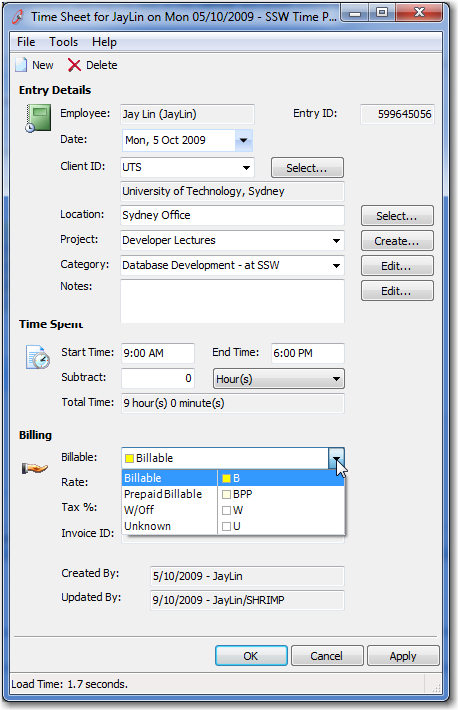 Time Sheet for JayLin on Mon 05/10/2009 - SSW Time P...
File Tools Help
New Delete
Entry Details
Employee: Jay Lin (JayLin) Entry ID: 599645056
Date: Mon, 5 Oct 2009
Client ID: UTS Select...
University of Technology, Sydney
Location: Sydney Office Select...
Project: Developer Lectures Create...
Category: Database Development - at SSW Edit...
Notes: Edit...
Time Spent
Start Time: 9:00 AM End Time: 6:00 PM
Subtract: 0 Hour(s)
Total Time: 9 hour(s) 0 minute(s)
Billing
Billable: Billable
Rate: Billable B
Prepaid Billable BPP
Tax %: W/Off W
Unknown U
Invoice ID:
Created By: 5/10/2009 - JayLin
Updated By: 9/10/2009 - JayLin/SHRIMP
OK Cancel Apply
Load Time: 1.7 seconds.